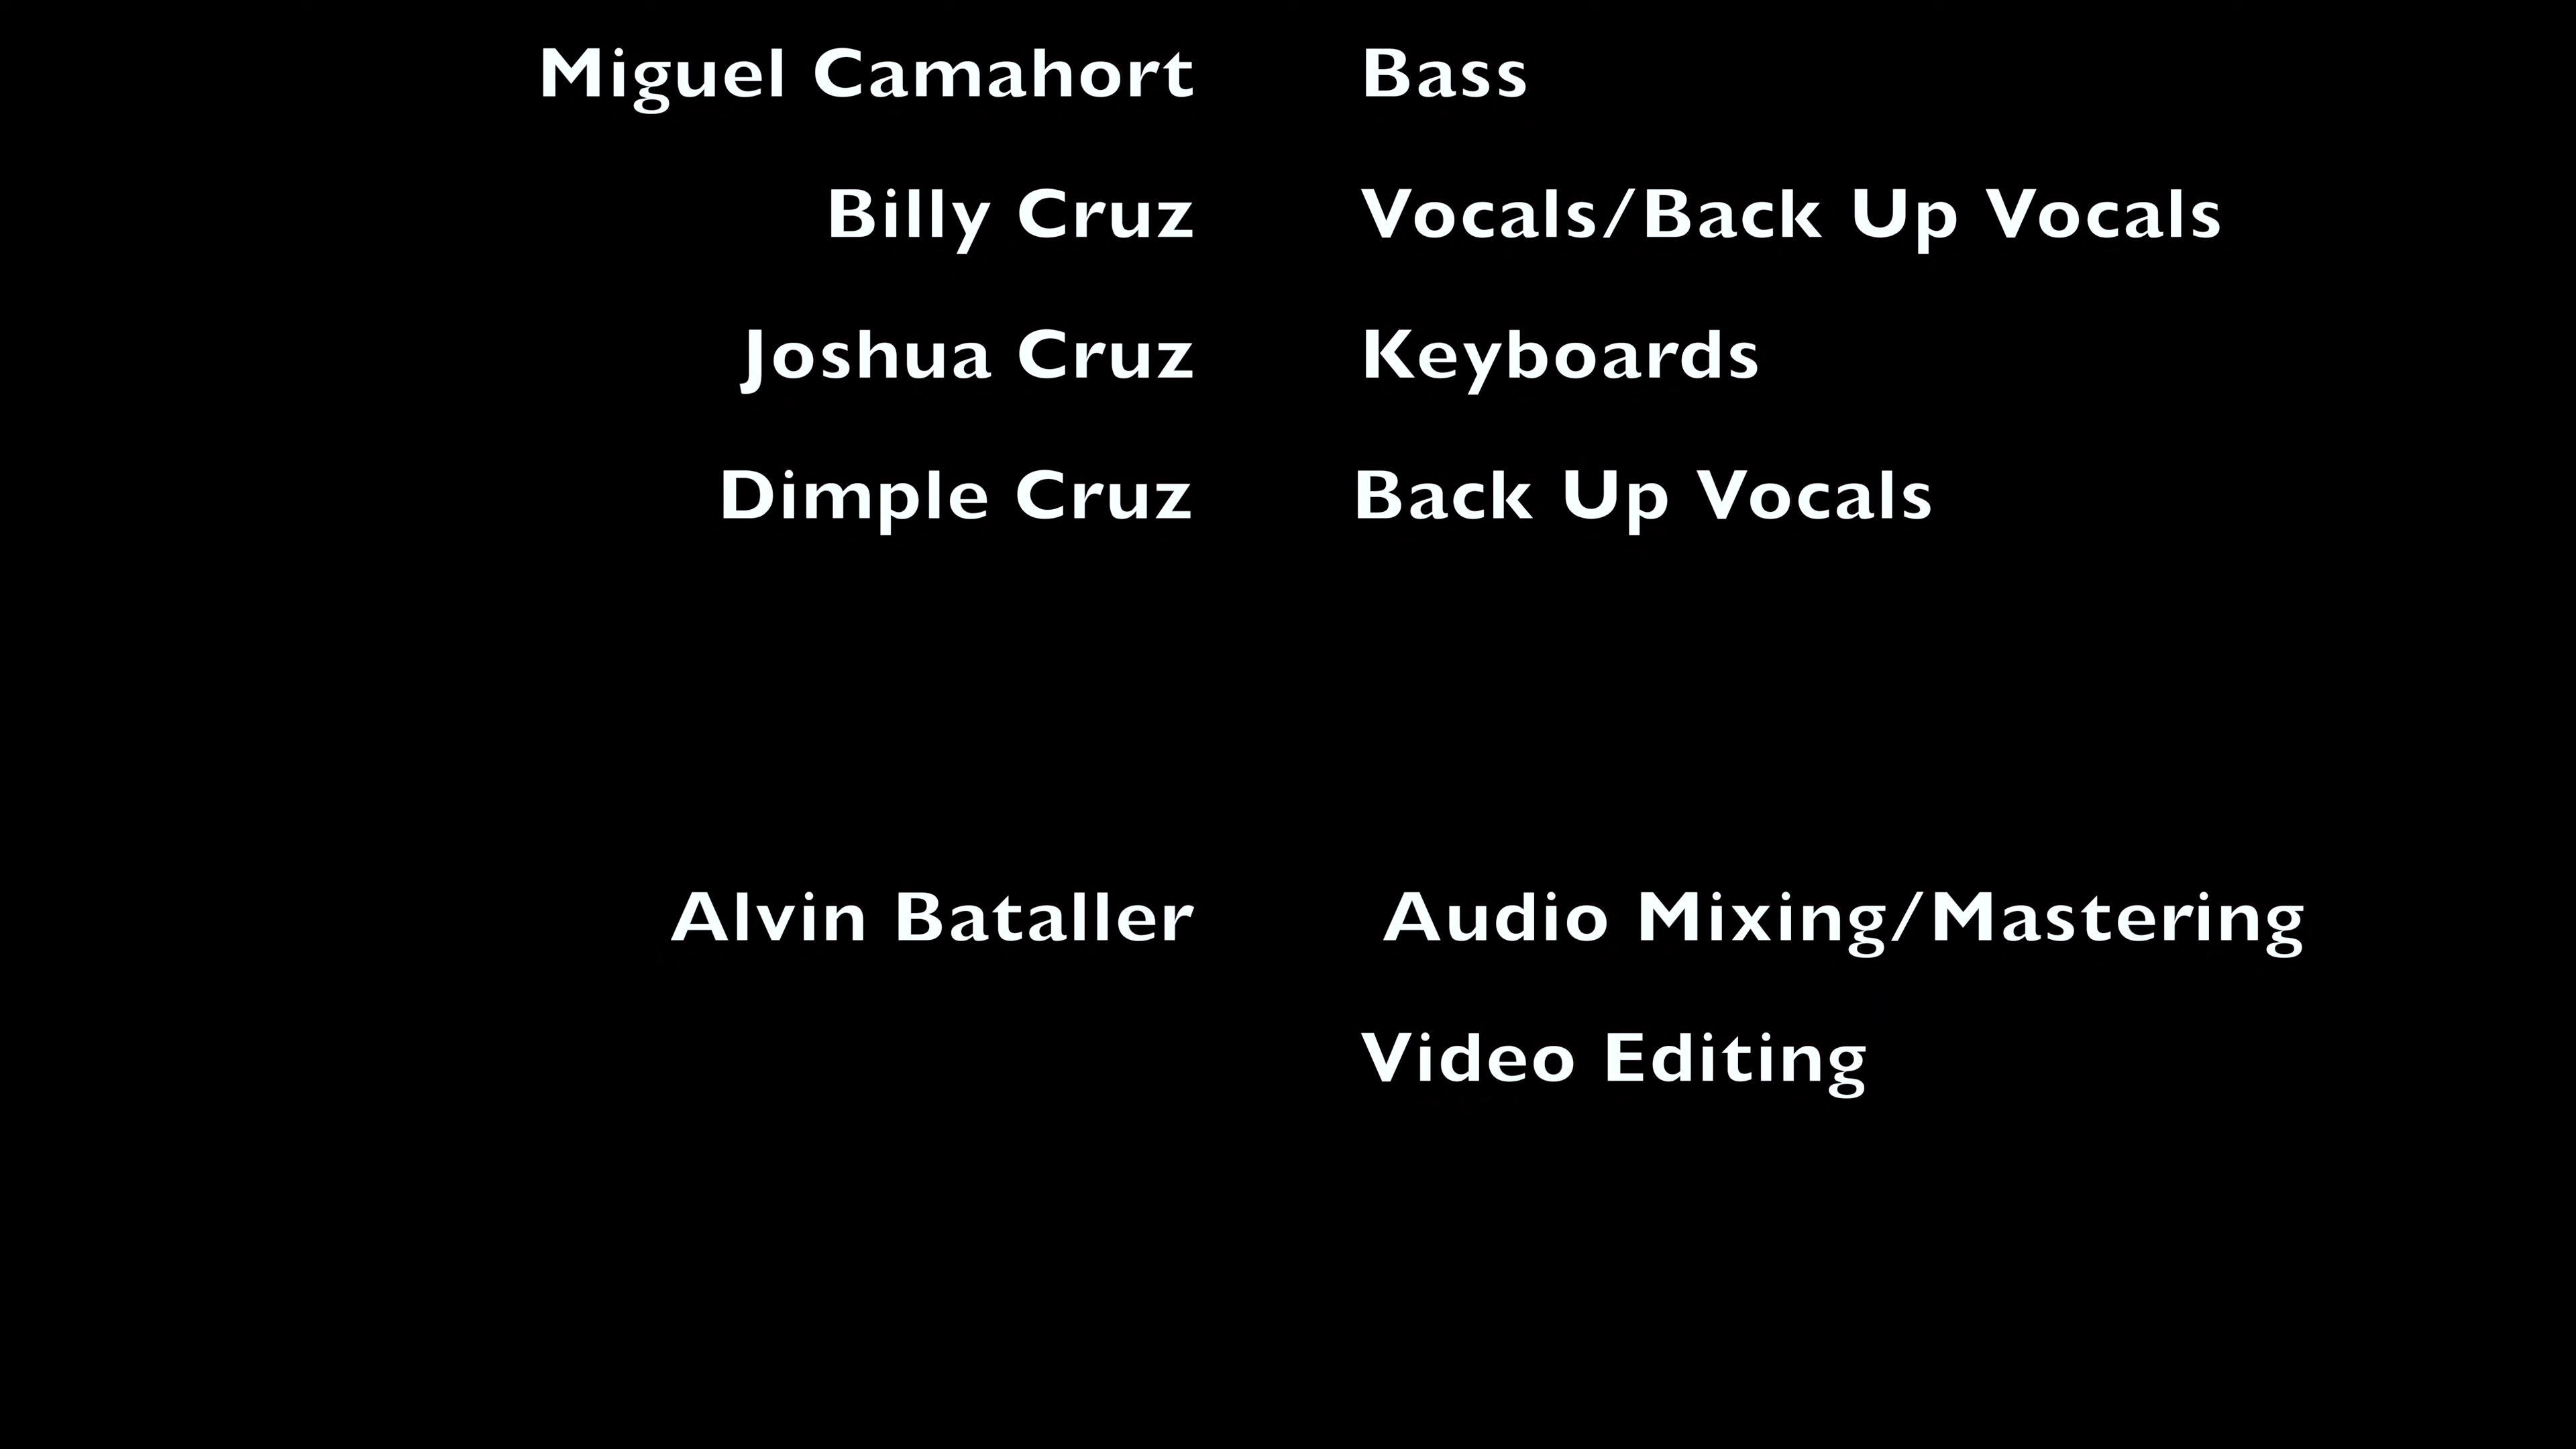 Miguel Camahort Bass
Billy Cruz Vocals/Back Up Vocals
Joshua Cruz Keyboards
Dimple Cruz Back Up Vocals
Alvin Bataller Audio Mixing/Mastering
Video Editing